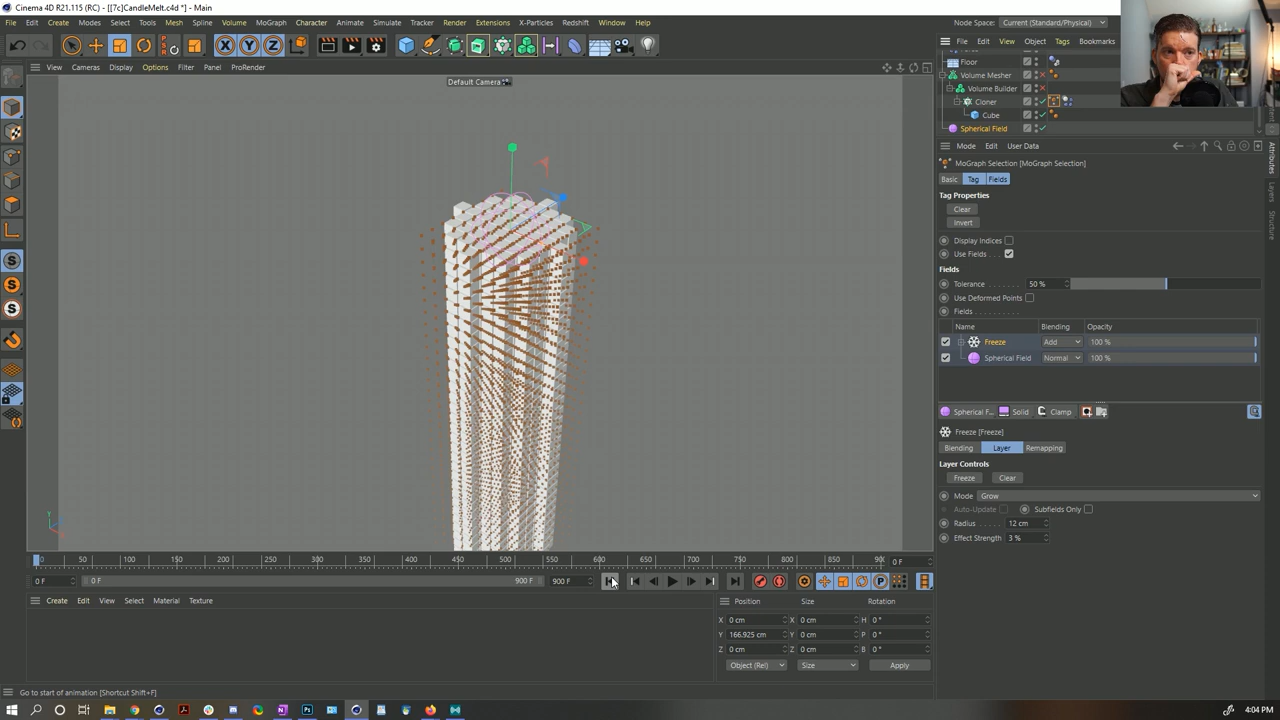 Cinema 4D R21.115 (RC) - [7c]CandleMelt.c4d *] - Main
File Edit Create Modes Select Tools Mesh Spline Volume MoGraph Character Animate Simulate Tracker Render Extensions X-Particles Redshift Window Help
Node Space: Current (Standard/Physical)
File Edit View Object Tags Bookmarks
View Cameras Display Options Filter Panel ProRender
Default Camera
Floor
Volume Mesher
Volume Builder
Cloner
Cube
Spherical Field
Mode Edit User Data
MoGraph Selection [MoGraph Selection]
Basic Tag Fields
Tag Properties
Clear
Invert
Display Indices
Use Fields
Fields
Tolerance 50 %
Use Deformed Points
Fields
Name Blending Opacity
Freeze Add 100 %
Spherical Field Normal 100 %
Spherical F... Solid Clamp
Freeze [Freeze]
Blending Layer Remapping
Layer Controls
Freeze Clear
Mode Grow
Auto-Update Subfields Only
Radius 12 cm
Effect Strength 3 %
Attributes
Layers
Structure
Y
0 50 100 150 200 250 300 350 400 450 500 550 600 650 700 750 800 850 90 0 F
0 F 0 F 900 F 900 F
Create Edit View Select Material Texture
Position Size Rotation
X 0 cm X 0 cm H 0 °
Y 166.925 cm Y 0 cm P 0 °
Z 0 cm Z 0 cm B 0 °
Object (Rel) Size Apply
Go to start of animation [Shortcut Shift+F]
4:04 PM